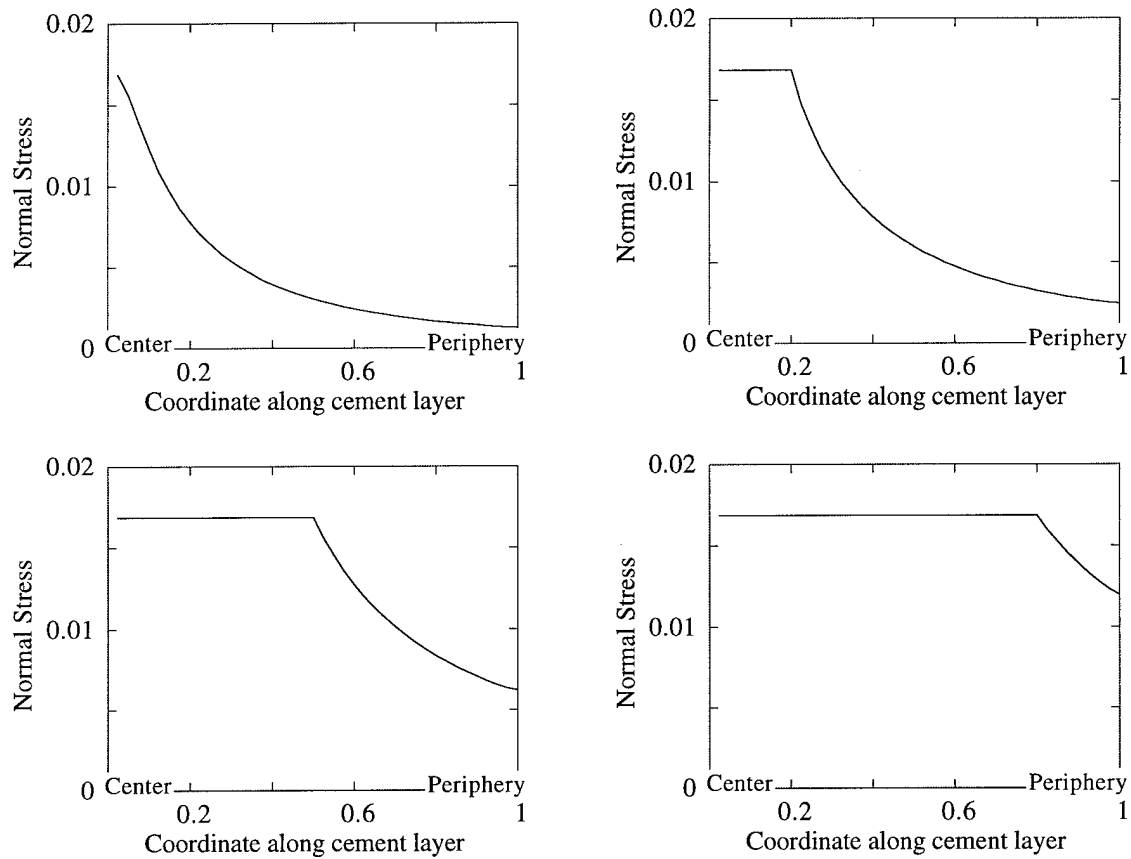 0.02
0.01
0
Normal Stress
Center
Periphery
0.2
0.6
1
Coordinate along cement layer
0.02
0.01
0
Normal Stress
Center
Periphery
0.2
0.6
1
Coordinate along cement layer
0.02
0.01
0
Normal Stress
Center
Periphery
0.2
0.6
1
Coordinate along cement layer
0.02
0.01
0
Normal Stress
Center
Periphery
0.2
0.6
1
Coordinate along cement layer